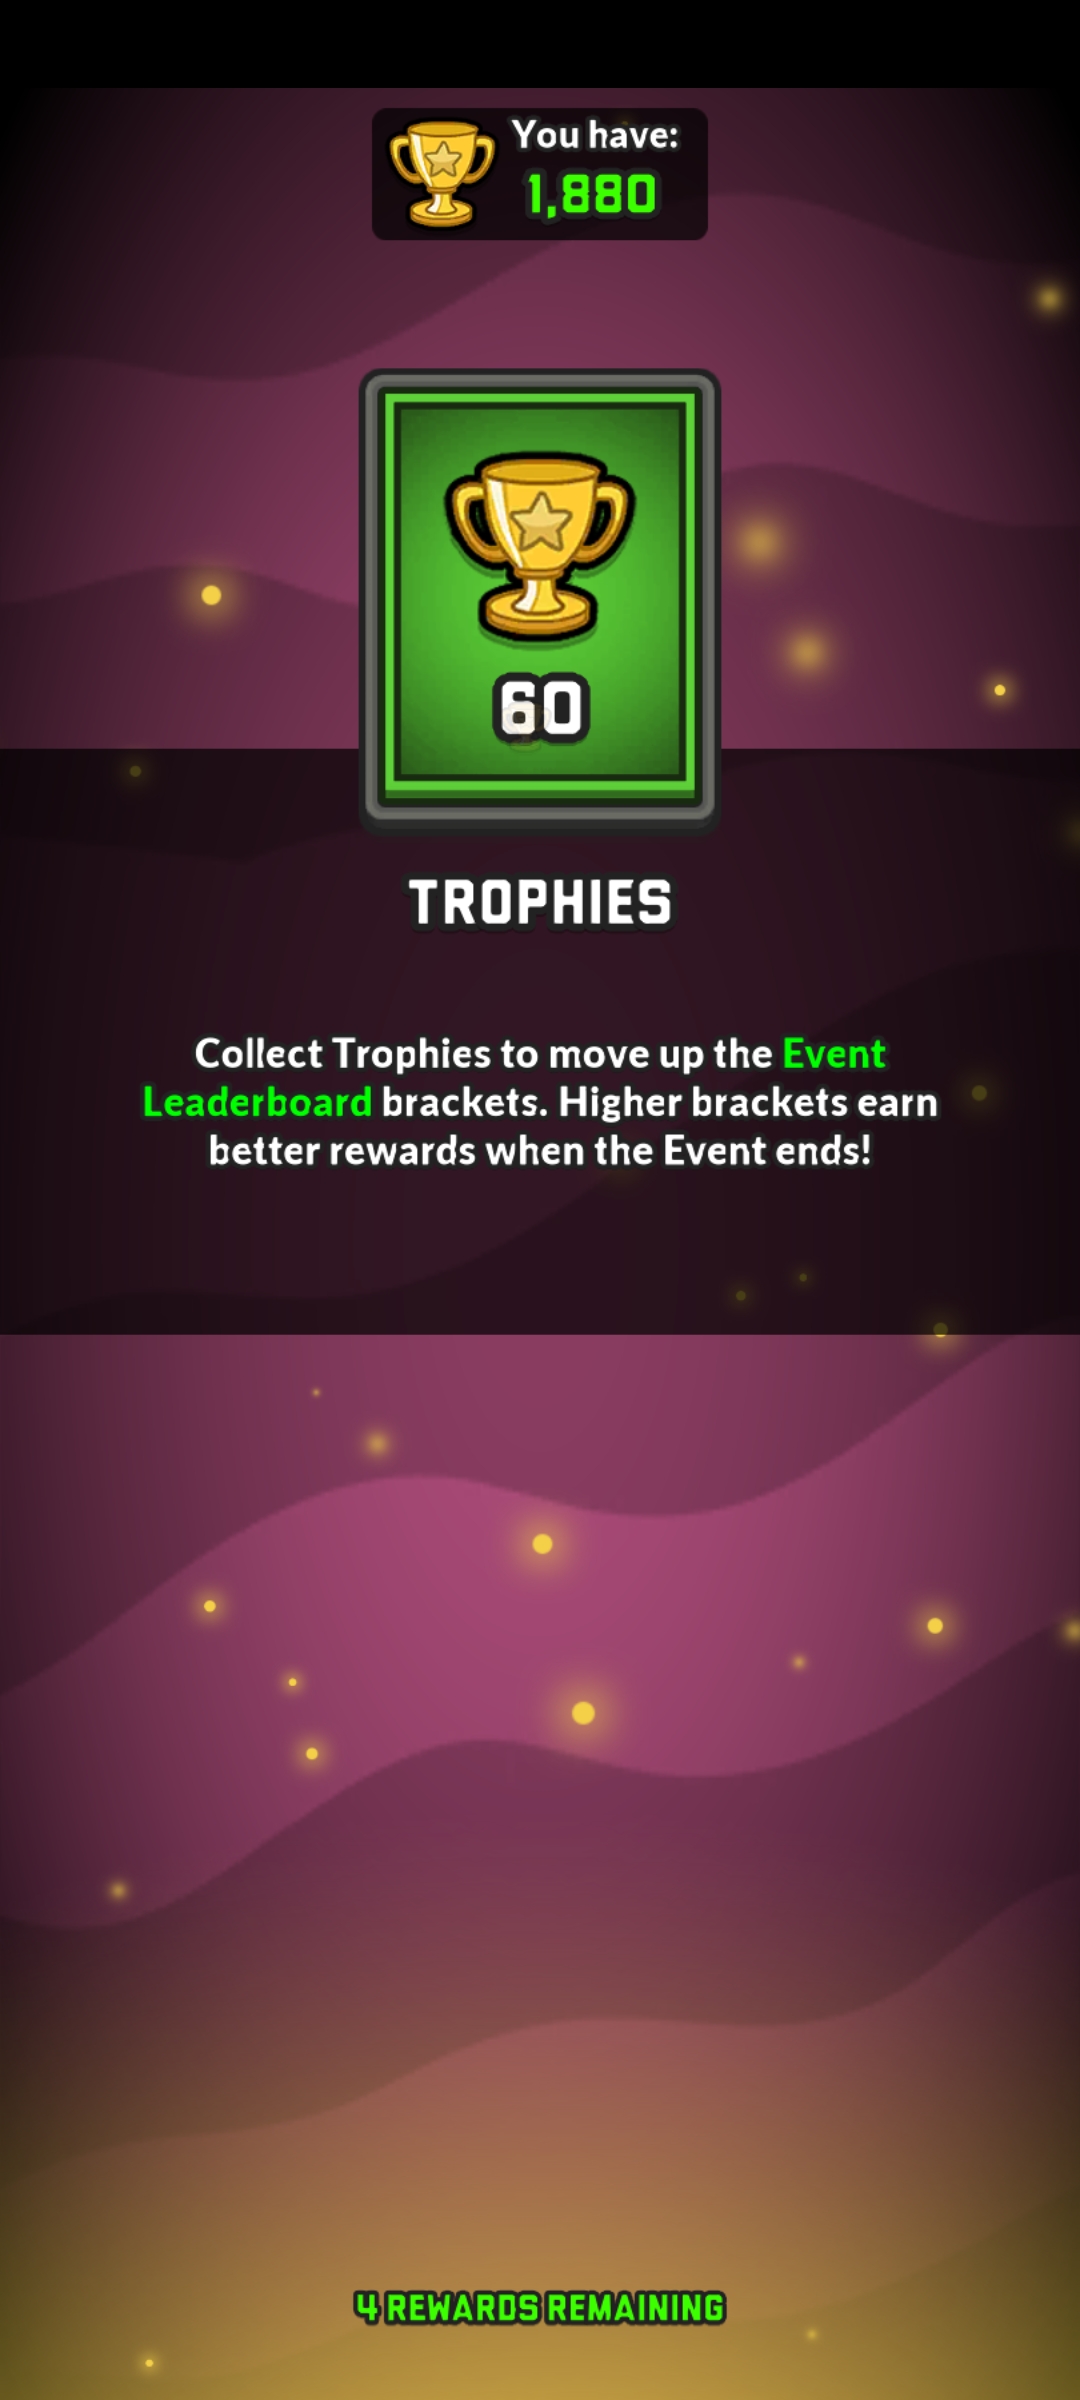 You have:
1,880
60
TROPHIES
Collect Trophies to move up the Event
Leaderboard brackets. Higher brackets earn
better rewards when the Event ends!
4 REWARDS REMAINING